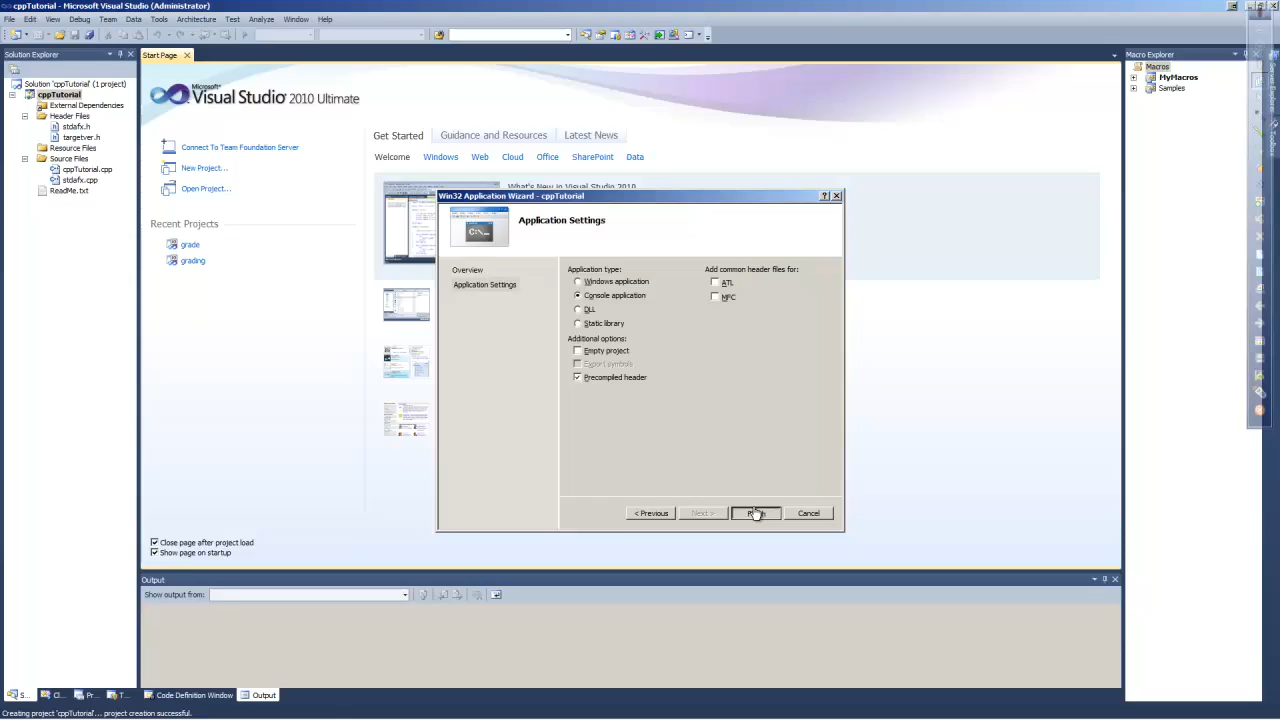 cppTutorial - Microsoft Visual Studio (Administrator)
File Edit View Debug Team Data Tools Architecture Test Analyze Window Help
Solution Explorer
Solution 'cppTutorial' (1 project)
cppTutorial
External Dependencies
Header Files
stdafx.h
targetver.h
Resource Files
Source Files
cppTutorial.cpp
stdafx.cpp
ReadMe.txt
Start Page
Microsoft
Visual Studio 2010 Ultimate
Connect To Team Foundation Server
New Project...
Open Project...
Recent Projects
grade
grading
Close page after project load
Show page on startup
Get Started Guidance and Resources Latest News
Welcome Windows Web Cloud Office SharePoint Data
What's New in Visual Studio 2010
Win32 Application Wizard - cppTutorial
Application Settings
Overview
Application Settings
Application type:
Windows application
Console application
DLL
Static library
Additional options:
Empty project
Export symbols
Precompiled header
Add common header files for:
ATL
MFC
< Previous Next > Cancel
Output
Show output from:
S... Cl... Pr... T... Code Definition Window Output
Macro Explorer
Macros
MyMacros
Samples
Server Explorer
Creating project 'cppTutorial'... project creation successful.